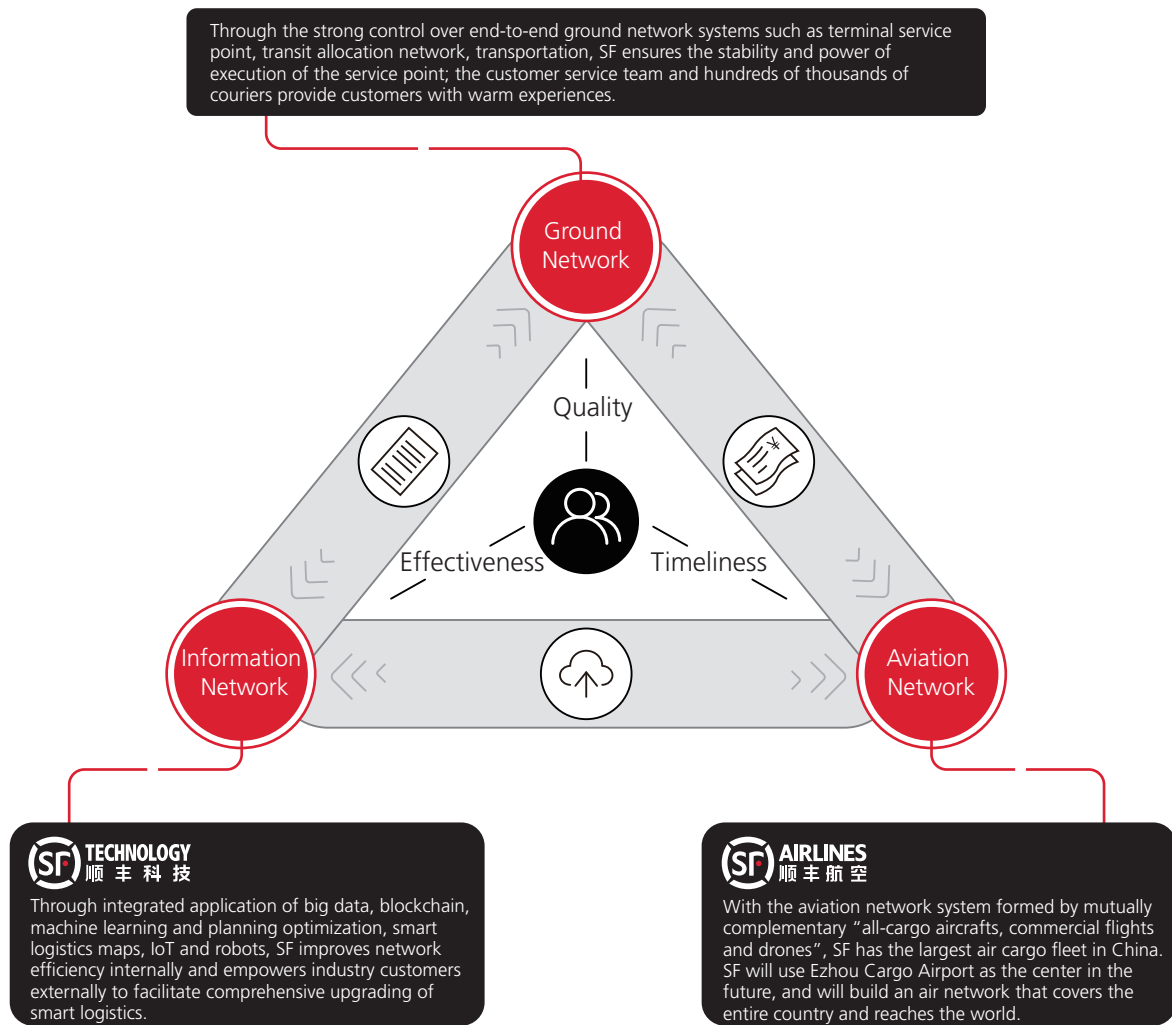 Through the strong control over end-to-end ground network systems such as terminal service
point, transit allocation network, transportation, SF ensures the stability and power of
execution of the service point; the customer service team and hundreds of thousands of
couriers provide customers with warm experiences.
Ground
Network
Quality
¥
Effectiveness
Timeliness
Information
Network
Aviation
Network
SF TECHNOLOGY
顺丰科技
Through integrated application of big data, blockchain,
machine learning and planning optimization, smart
logistics maps, IoT and robots, SF improves network
efficiency internally and empowers industry customers
externally to facilitate comprehensive upgrading of
smart logistics.
SF AIRLINES
顺丰航空
With the aviation network system formed by mutually
complementary “all-cargo aircrafts, commercial flights
and drones”, SF has the largest air cargo fleet in China.
SF will use Ezhou Cargo Airport as the center in the
future, and will build an air network that covers the
entire country and reaches the world.